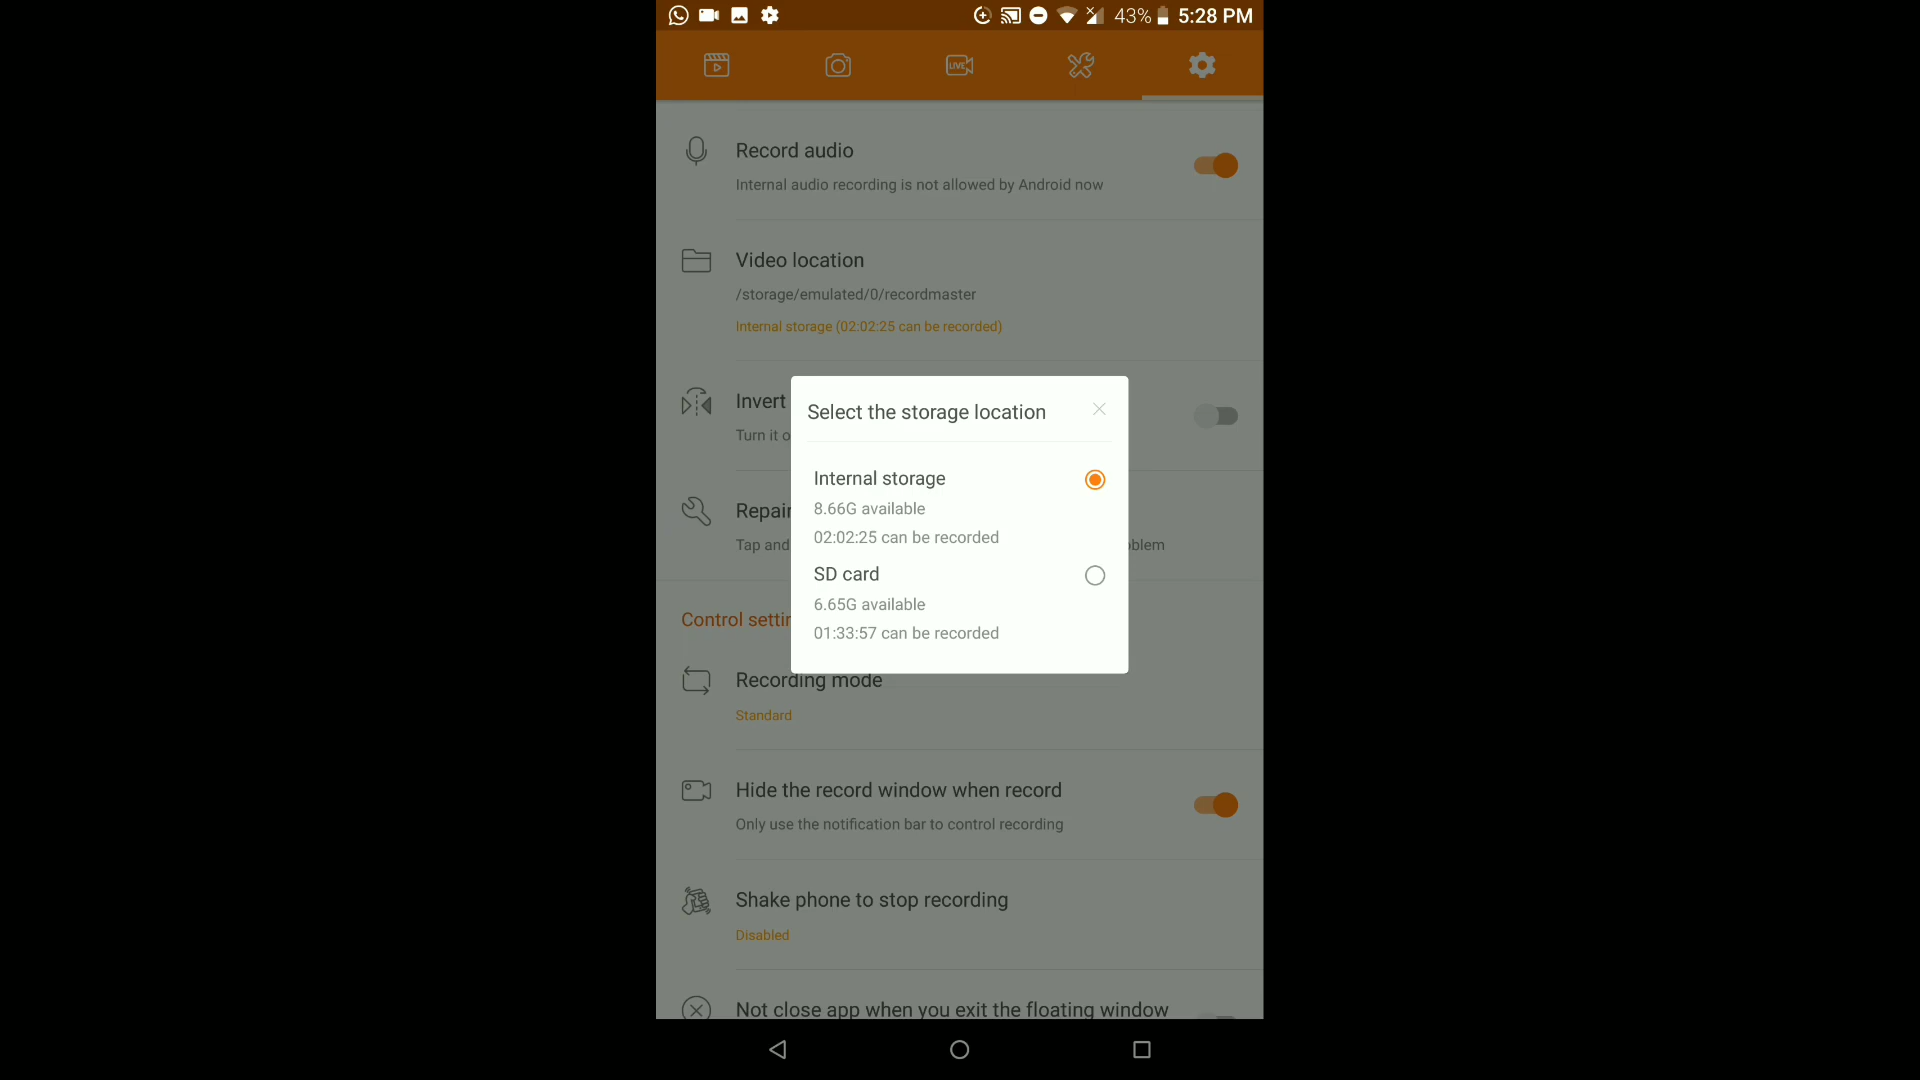 43% 5:28 PM
LIVE
Record audio
Internal audio recording is not allowed by Android now
Video location
/storage/emulated/0/recordmaster
Internal storage (02:02:25 can be recorded)
Invert
Turn it o
Select the storage location
Internal storage
8.66G available
02:02:25 can be recorded
SD card
6.65G available
01:33:57 can be recorded
Repair
Tap and blem
Control settin
Recording mode
Standard
Hide the record window when record
Only use the notification bar to control recording
Shake phone to stop recording
Disabled
Not close app when you exit the floating window